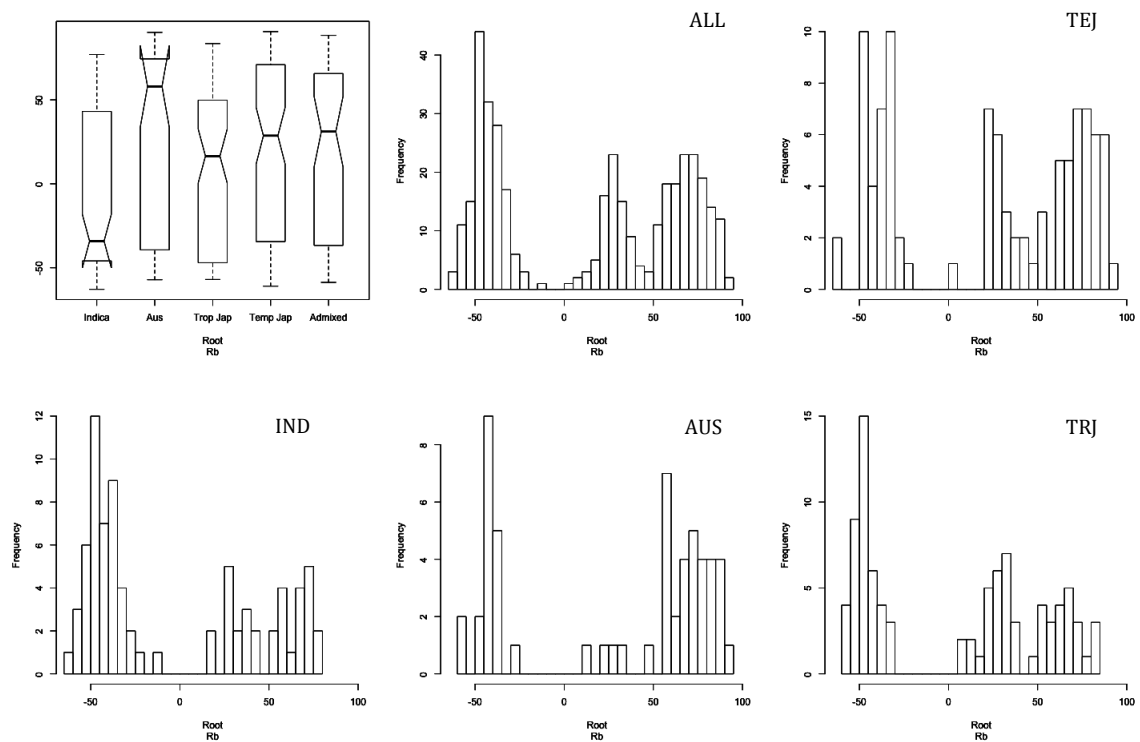 ALL
TEJ
50
0
-50
Indica Aus Trop Jap Temp Jap Admixed
Root
Rb
Frequency
40
30
20
10
0
-50 0 50 100
Root
Rb
Frequency
10
8
6
4
2
0
-50 0 50 100
Root
Rb
IND
AUS
TRJ
Frequency
12
10
8
6
4
2
0
-50 0 50 100
Root
Rb
Frequency
8
6
4
2
0
-50 0 50 100
Root
Rb
Frequency
15
10
5
0
-50 0 50 100
Root
Rb